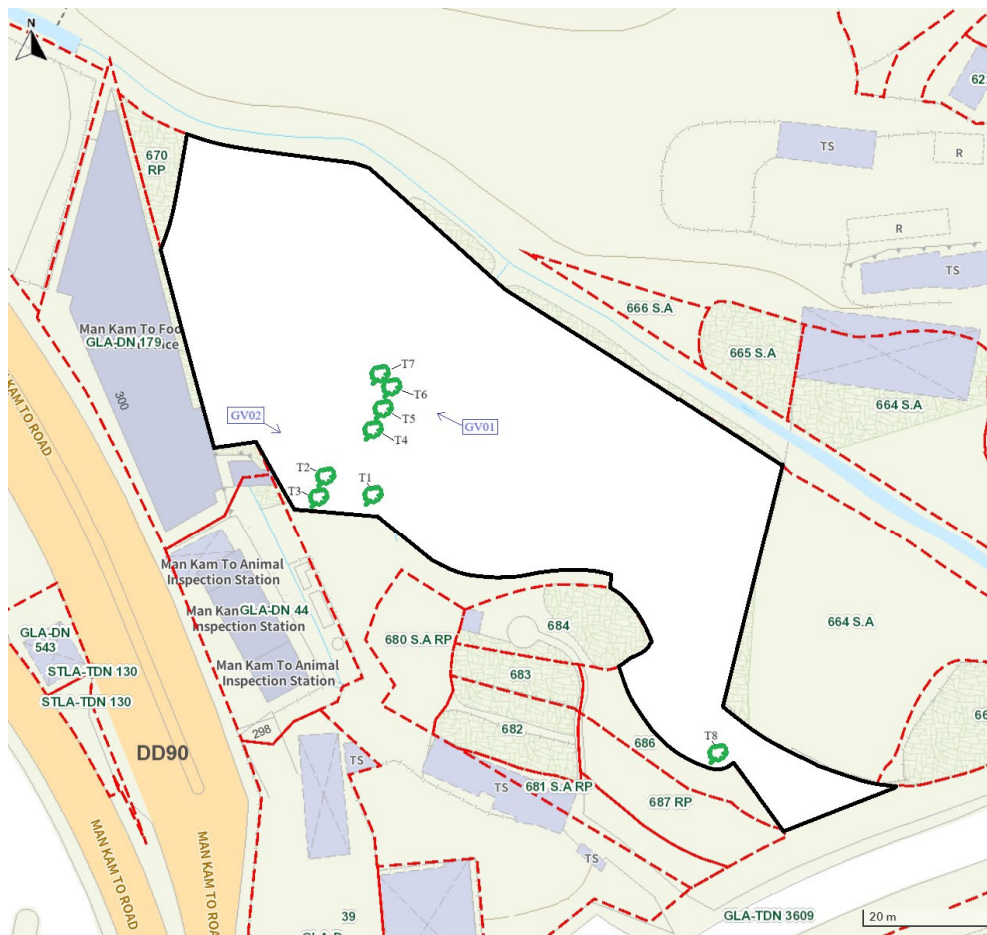 N
622
TS
R
670
RP
R
TS
666 S.A
665 S.A
664 S.A
Man Kam To Foo
GLA-DN 179
ice
300
MAN KAM TO ROAD
T7
T6
T5
T4
GV02
GV01
T2
T3
T1
Man Kam To Animal
Inspection Station
Man Kam
GLA-DN 44
Inspection Station
Man Kam To Animal
Inspection Station
GLA-DN
543
STLA-TDN 130
STLA-TDN 130
DD90
298
680 S.A RP
684
683
682
686
T8
664 S.A
66
TS
TS
681 S.A RP
687 RP
TS
MAN KAM TO ROAD
MAN KAM TO ROAD
39
GLA-D
GLA-TDN 3609
20 m